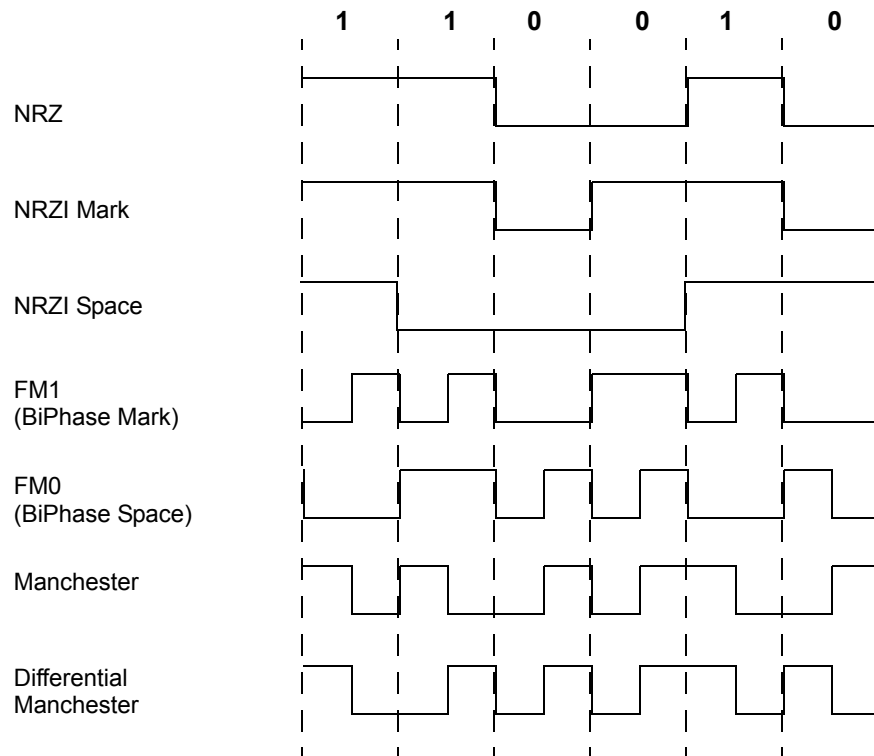 1 1 0 0 1 0
NRZ
NRZI Mark
NRZI Space
FM1
(BiPhase Mark)
FM0
(BiPhase Space)
Manchester
Differential
Manchester